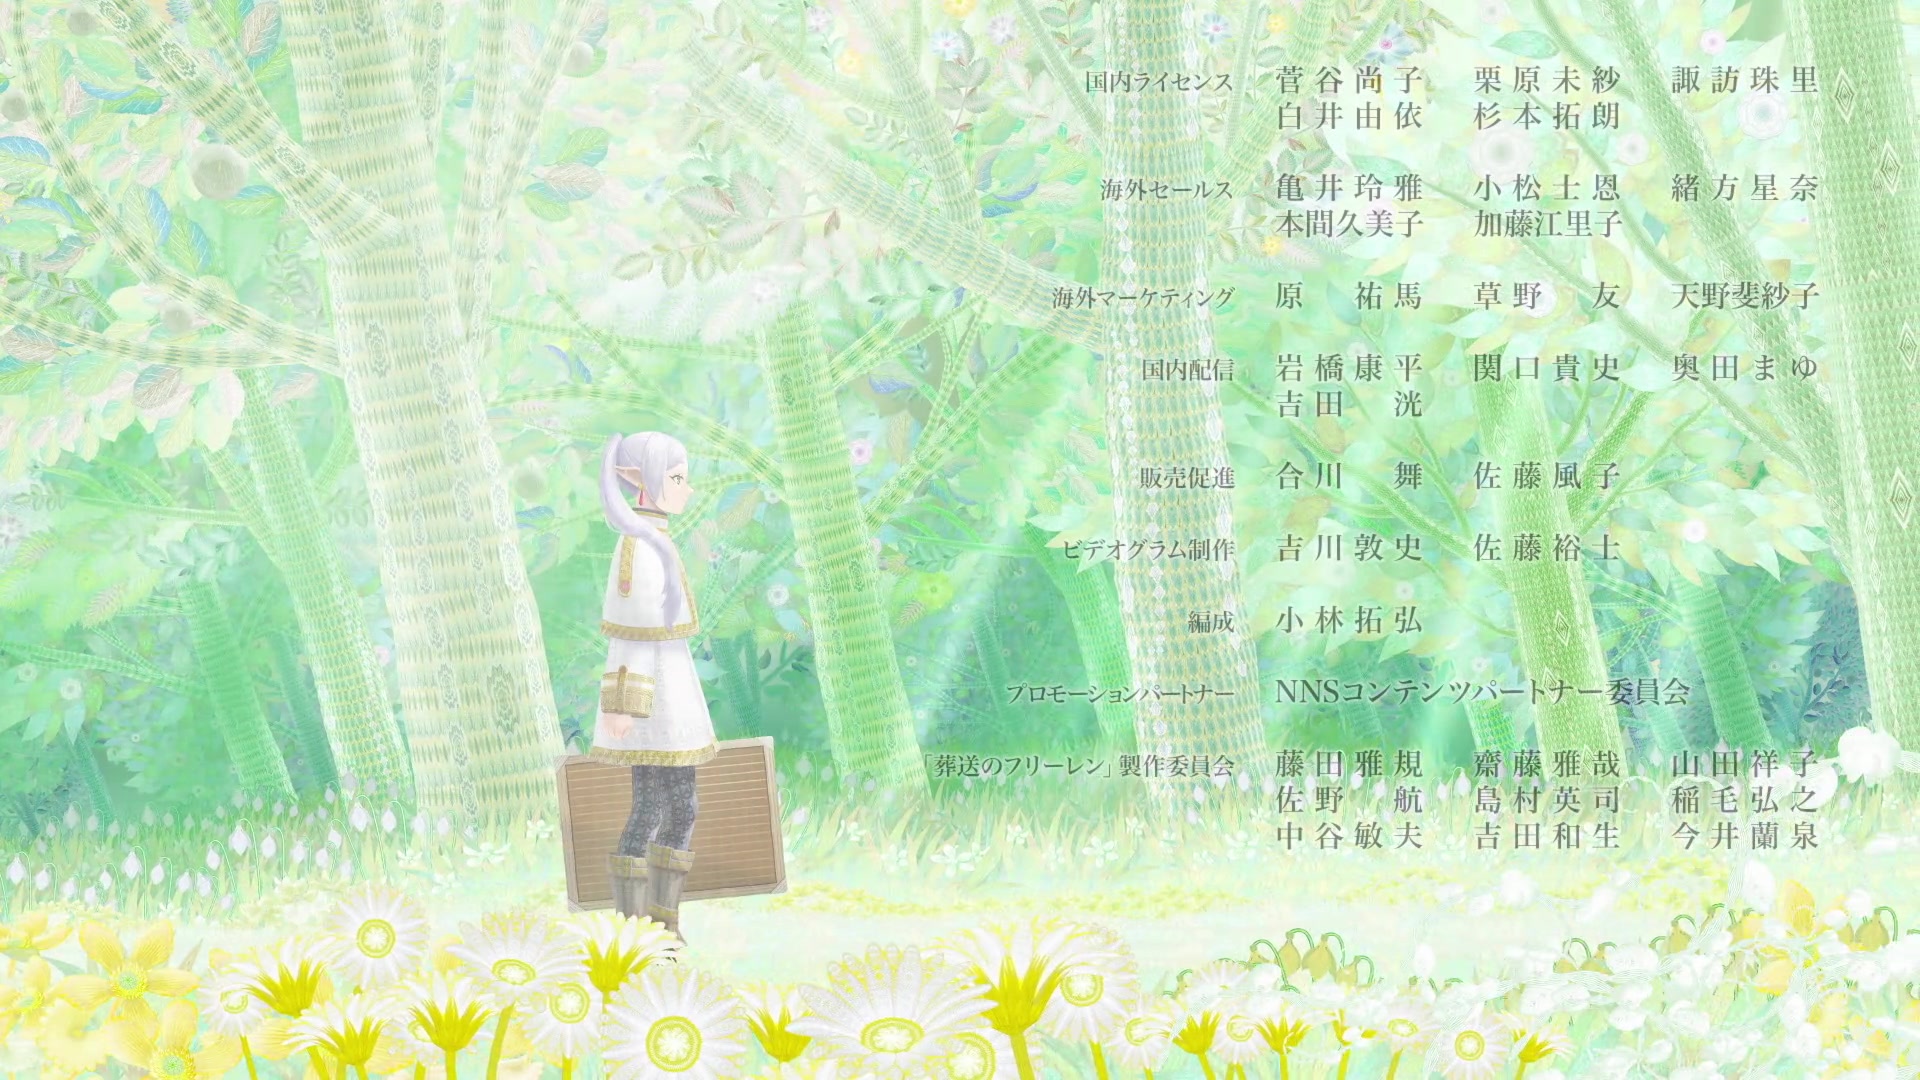 国内ライセンス 菅谷尚子 栗原未紗 諏訪珠里
白井由依 杉本拓朗
海外セールス 亀井玲雅 小松士恩 緒方星奈
本間久美子 加藤江里子
海外マーケティング 原祐馬 草野友 天野斐紗子
国内配信 岩橋康平 関口貴史 奥田まゆ
吉田洸
販売促進 合川舞 佐藤風子
ビデオグラム制作 吉川敦史 佐藤裕士
編成 小林拓弘
プロモーションパートナー NNSコンテンツパートナー委員会
「葬送のフリーレン」製作委員会 藤田雅規 齋藤雅哉 山田祥子
佐野航 島村英司 稲毛弘之
中谷敏夫 吉田和生 今井蘭泉